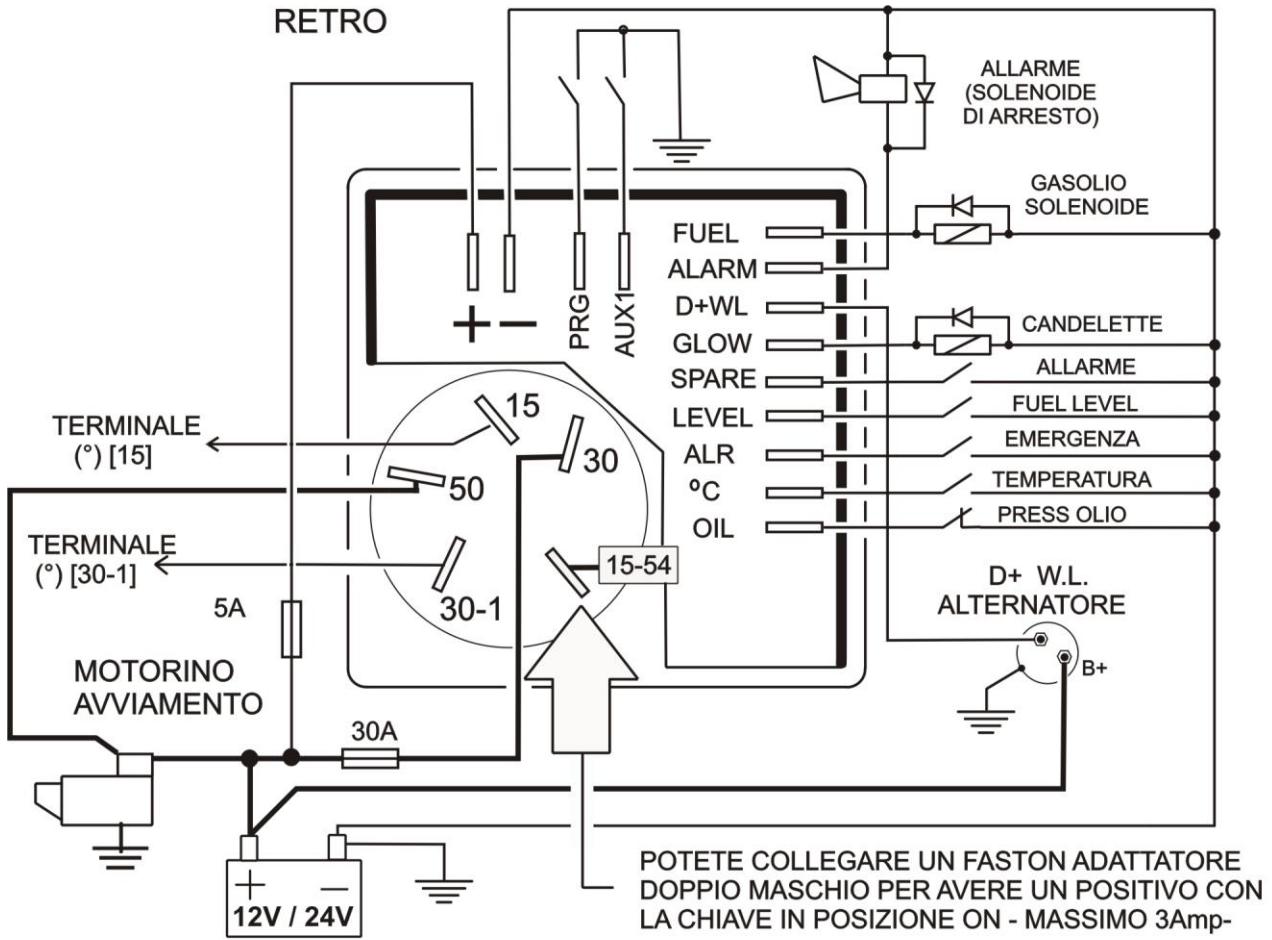 RETRO
ALLARME
(SOLENOIDE
DI ARRESTO)
GASOLIO
SOLENOIDE
FUEL
ALARM
D+WL
GLOW
SPARE
LEVEL
ALR
ºC
OIL
+ −
PRG
AUX1
CANDELETTE
ALLARME
FUEL LEVEL
EMERGENZA
TEMPERATURA
PRESS OLIO
15
30
50
30-1
15-54
TERMINALE
(°) [15]
TERMINALE
(°) [30-1]
5A
MOTORINO
AVVIAMENTO
30A
D+ W.L.
ALTERNATORE
B+
+ −
12V / 24V
POTETE COLLEGARE UN FASTON ADATTATORE
DOPPIO MASCHIO PER AVERE UN POSITIVO CON
LA CHIAVE IN POSIZIONE ON - MASSIMO 3Amp-